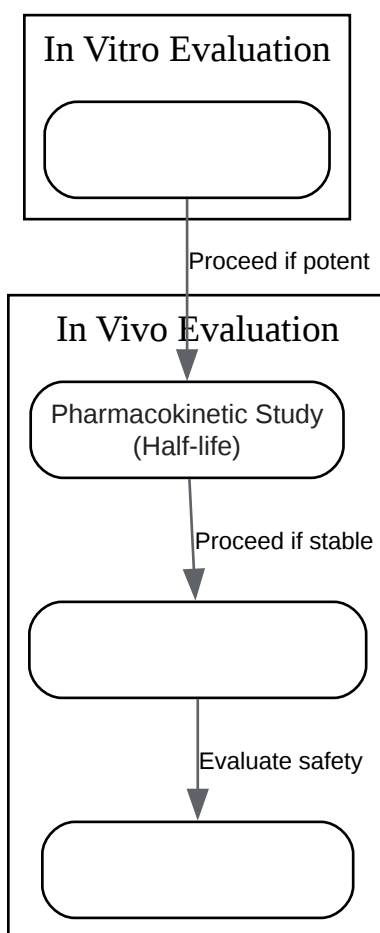 In Vitro Evaluation
Proceed if potent
In Vivo Evaluation
Pharmacokinetic Study
(Half-life)
Proceed if stable
Evaluate safety